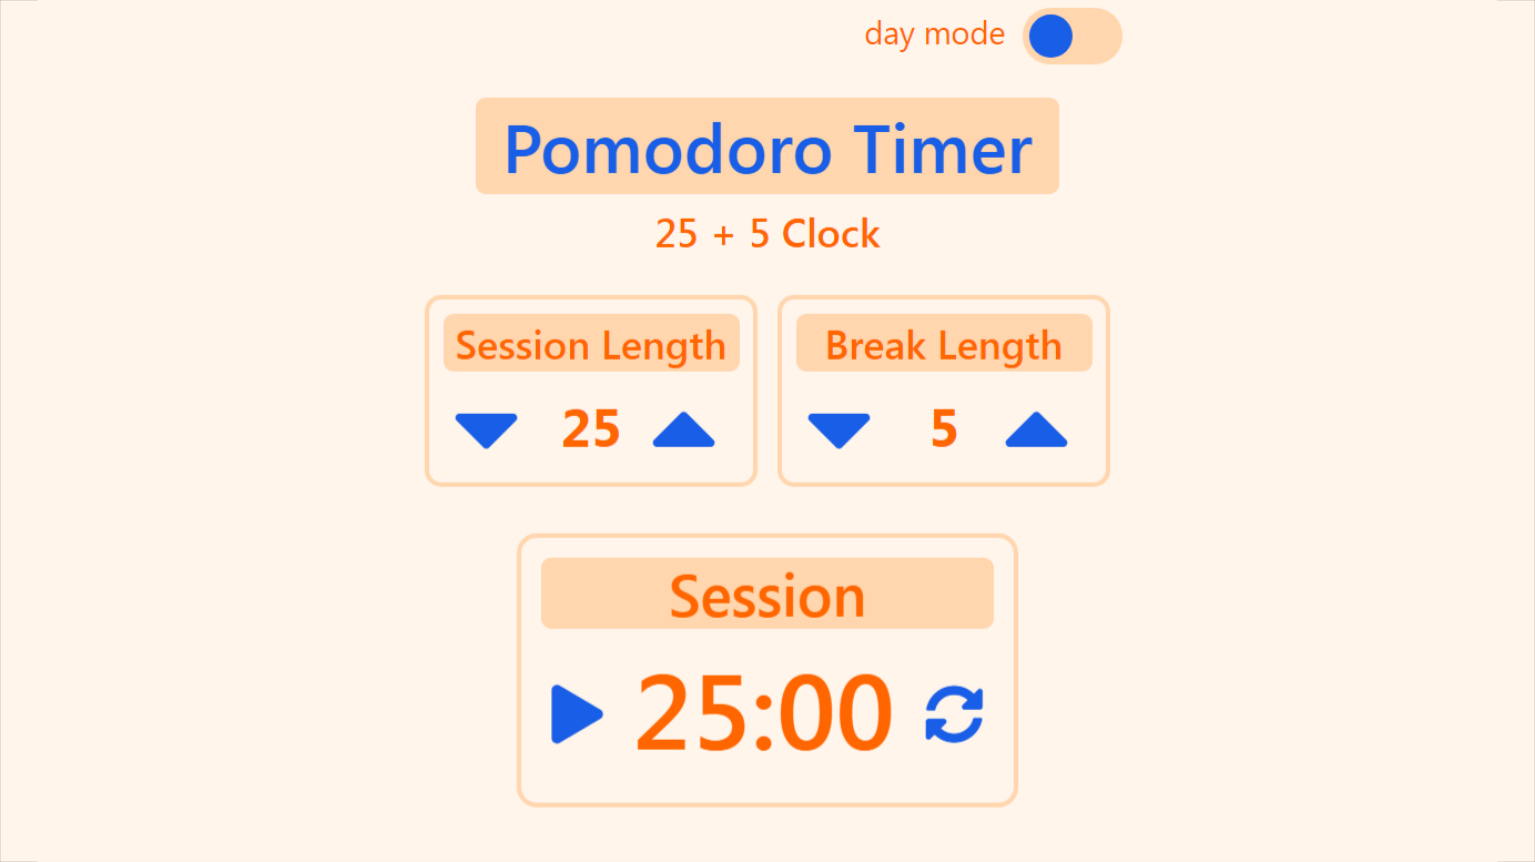 day mode
Pomodoro Timer
25 + 5 Clock
Session Length
25
Break Length
5
Session
25:00